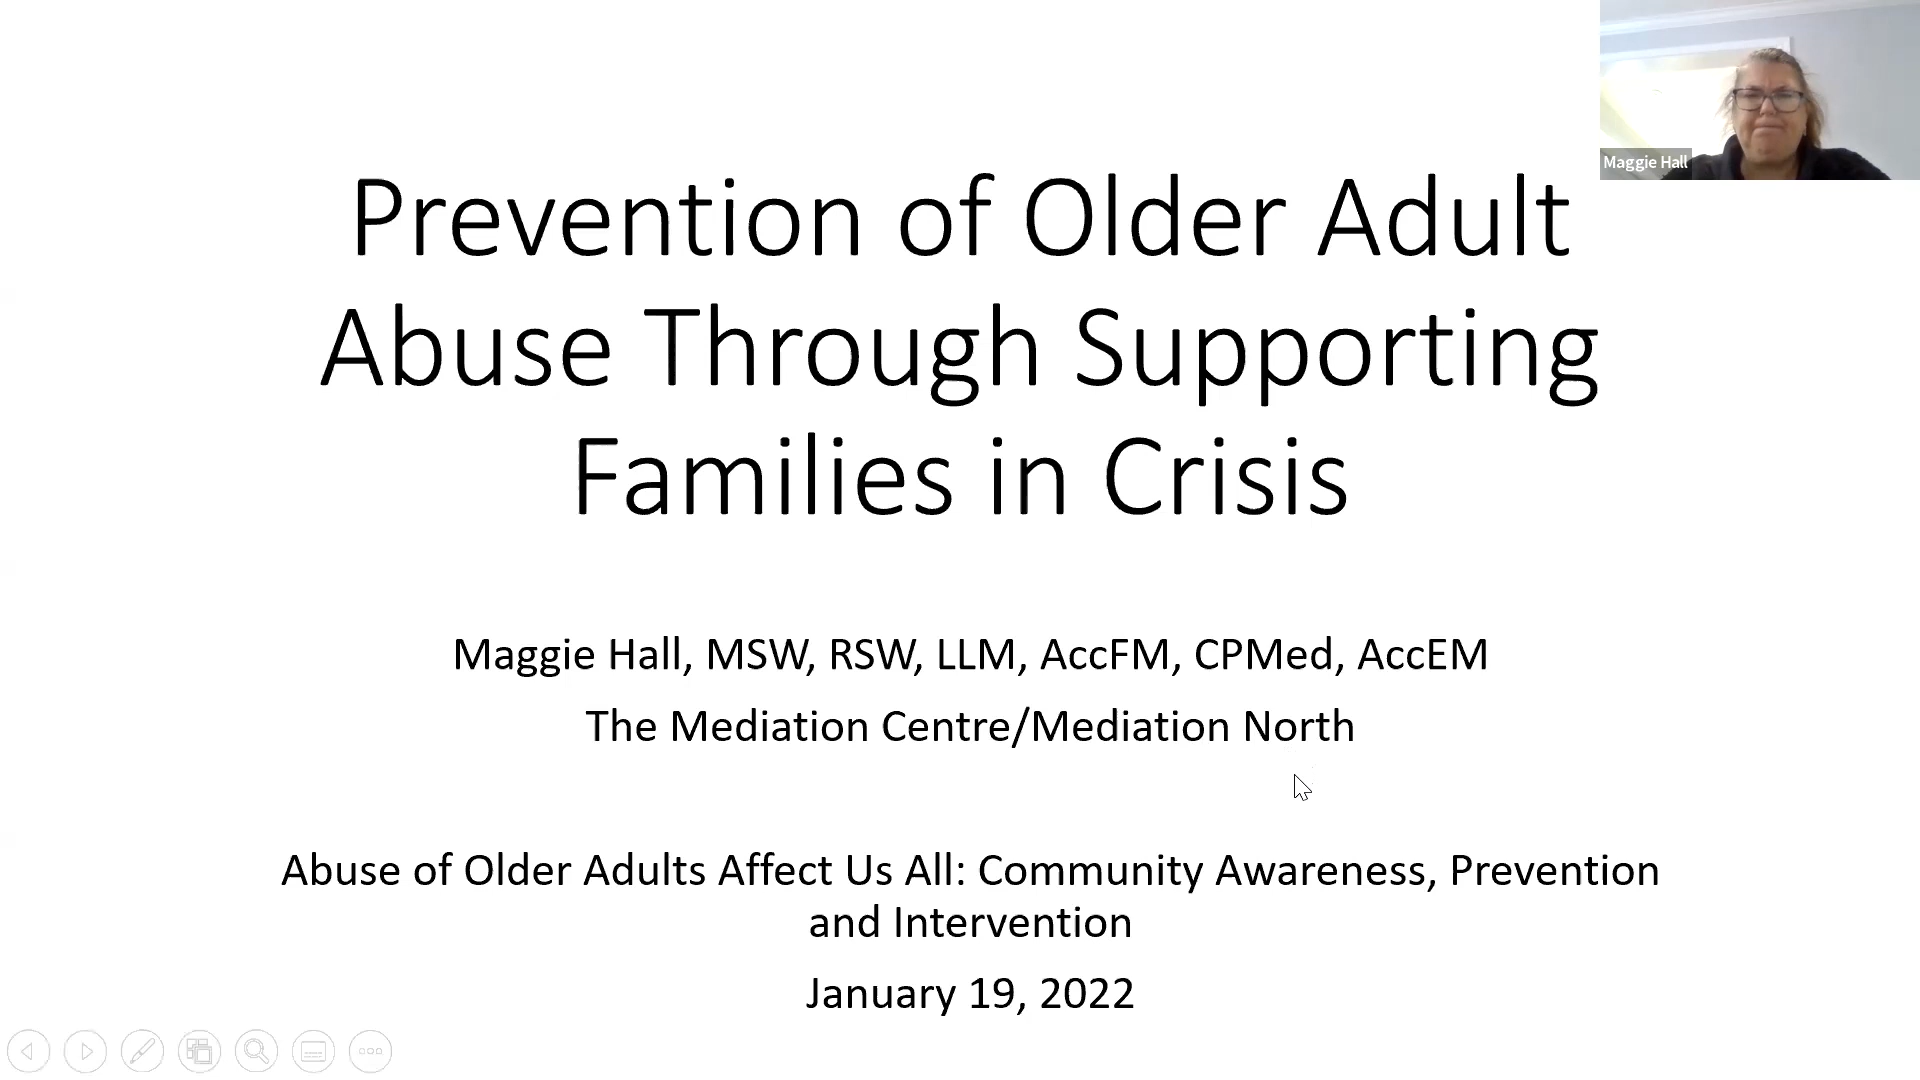 Maggie Hall
Prevention of Older Adult
Abuse Through Supporting
Families in Crisis
Maggie Hall, MSW, RSW, LLM, AccFM, CPMed, AccEM
The Mediation Centre/Mediation North
Abuse of Older Adults Affect Us All: Community Awareness, Prevention
and Intervention
January 19, 2022